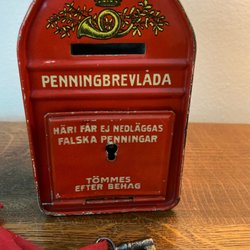 PENNINGBREVLÅDA
HÄRI FÅR EJ NEDLÄGGAS
FALSKA PENNINGAR
TÖMMES
EFTER BEHAG